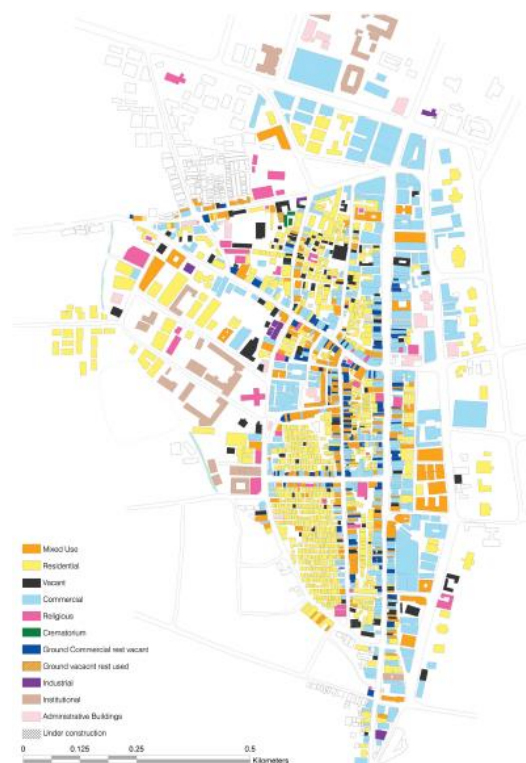 Mixed Use
Residential
Vacant
Commercial
Religious
Crematorium
Ground Commercial rest vacant
Ground vacacnt rest used
Industrial
Institutional
Administrative Buildings
Under construction
0 0.125 0.25 0.5
Kilometers